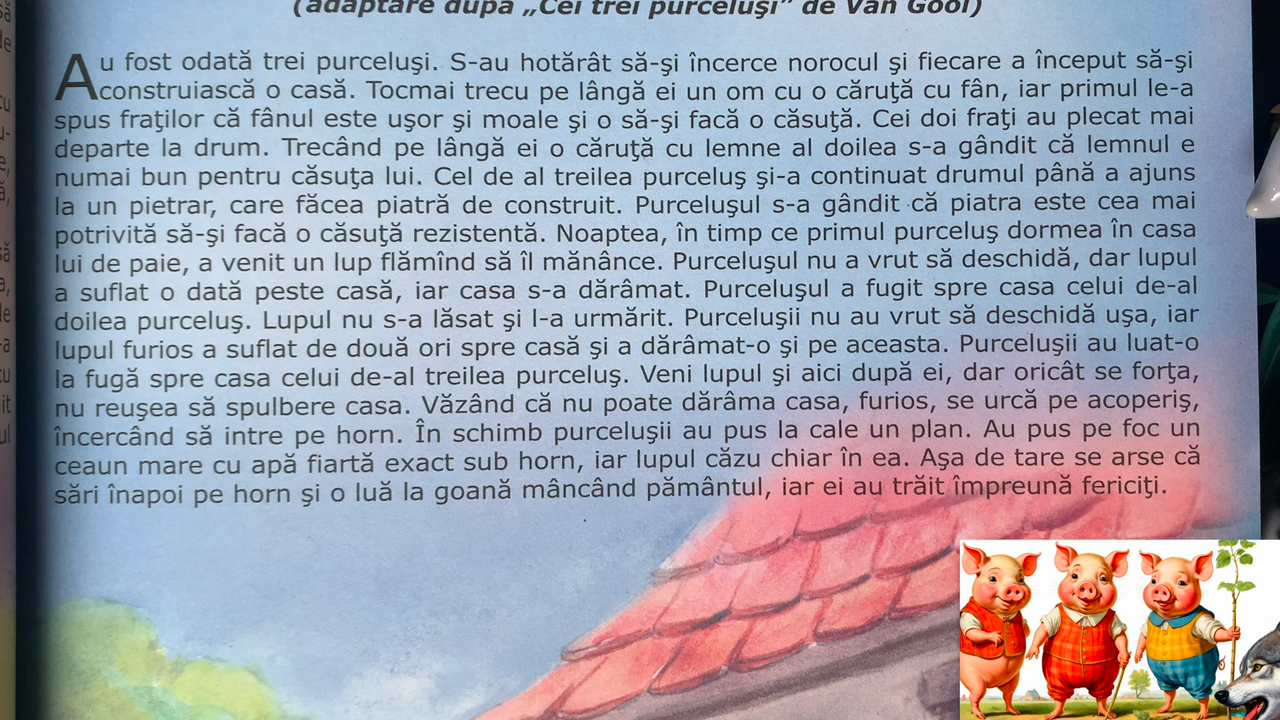 (adaptare după „Cei trei purceluşi” de Van Gool)
Au fost odată trei purceluşi. S-au hotărât să-şi încerce norocul şi fiecare a început să-şi
construiască o casă. Tocmai trecu pe lângă ei un om cu o căruţă cu fân, iar primul le-a
spus fraţilor că fânul este uşor şi moale şi o să-şi facă o căsuţă. Cei doi fraţi au plecat mai
departe la drum. Trecând pe lângă ei o căruţă cu lemne al doilea s-a gândit că lemnul e
numai bun pentru căsuţa lui. Cel de al treilea purceluş şi-a continuat drumul până a ajuns
la un pietrar, care făcea piatră de construit. Purceluşul s-a gândit că piatra este cea mai
potrivită să-şi facă o căsuţă rezistentă. Noaptea, în timp ce primul purceluş dormea în casa
lui de paie, a venit un lup flămînd să îl mănânce. Purceluşul nu a vrut să deschidă, dar lupul
a suflat o dată peste casă, iar casa s-a dărâmat. Purceluşul a fugit spre casa celui de-al
doilea purceluş. Lupul nu s-a lăsat şi l-a urmărit. Purceluşii nu au vrut să deschidă uşa, iar
lupul furios a suflat de două ori spre casă şi a dărâmat-o şi pe aceasta. Purceluşii au luat-o
la fugă spre casa celui de-al treilea purceluş. Veni lupul şi aici după ei, dar oricât se forţa,
nu reuşea să spulbere casa. Văzând că nu poate dărâma casa, furios, se urcă pe acoperiş,
încercând să intre pe horn. În schimb purceluşii au pus la cale un plan. Au pus pe foc un
ceaun mare cu apă fiartă exact sub horn, iar lupul căzu chiar în ea. Aşa de tare se arse că
sări înapoi pe horn şi o luă la goană mâncând pământul, iar ei au trăit împreună fericiţi.